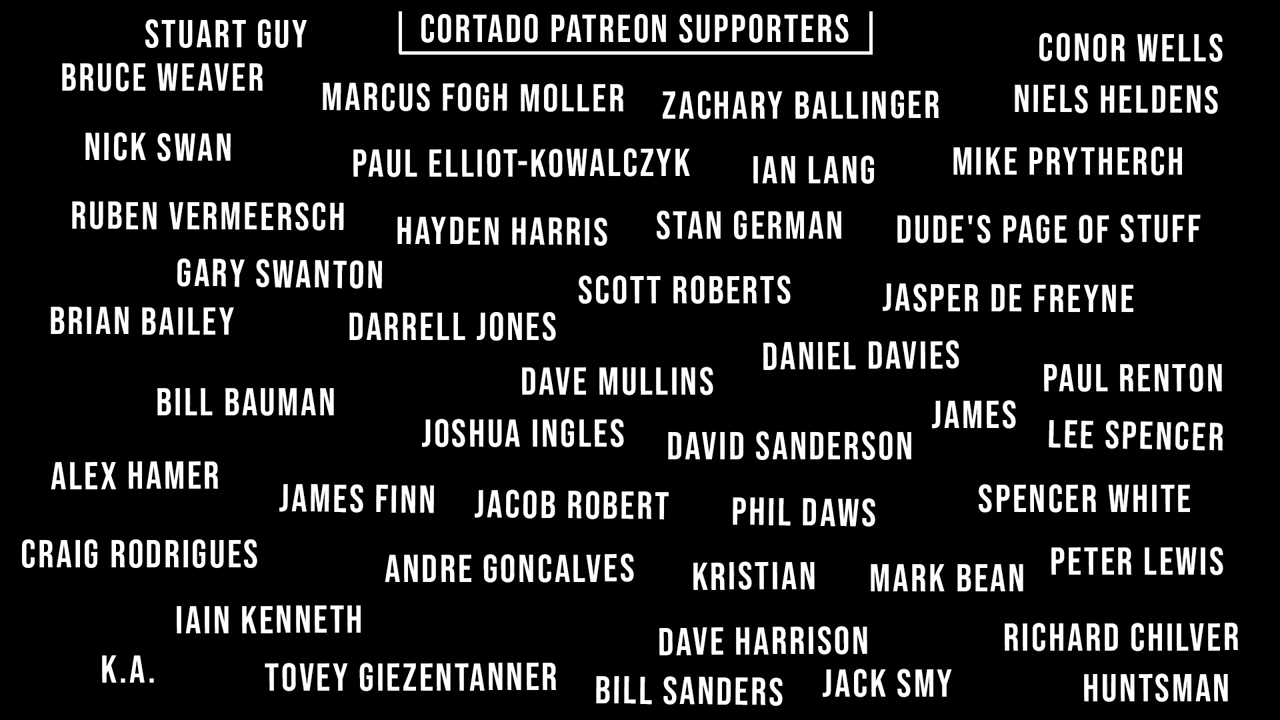 CORTADO PATREON SUPPORTERS
STUART GUY
CONOR WELLS
BRUCE WEAVER
MARCUS FOGH MOLLER
ZACHARY BALLINGER
NIELS HELDENS
NICK SWAN
PAUL ELLIOT-KOWALCZYK
IAN LANG
MIKE PRYTHERCH
RUBEN VERMEERSCH
HAYDEN HARRIS
STAN GERMAN
DUDE'S PAGE OF STUFF
GARY SWANTON
SCOTT ROBERTS
JASPER DE FREYNE
BRIAN BAILEY
DARRELL JONES
DANIEL DAVIES
DAVE MULLINS
PAUL RENTON
BILL BAUMAN
JAMES
JOSHUA INGLES
DAVID SANDERSON
LEE SPENCER
ALEX HAMER
JAMES FINN
JACOB ROBERT
PHIL DAWS
SPENCER WHITE
CRAIG RODRIGUES
ANDRE GONCALVES
KRISTIAN
MARK BEAN
PETER LEWIS
IAIN KENNETH
DAVE HARRISON
RICHARD CHILVER
K.A.
TOVEY GIEZENTANNER
BILL SANDERS
JACK SMY
HUNTSMAN